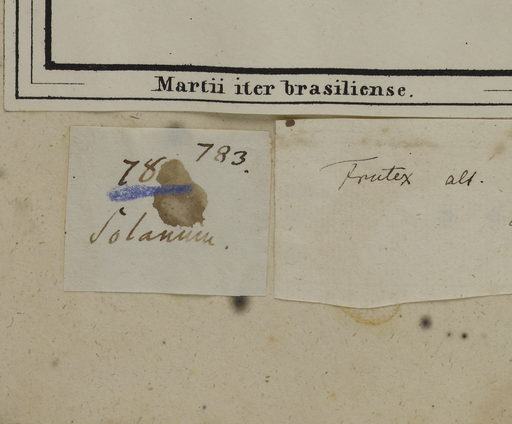 Martii iter brasiliense.
783.
78
Solanum.
Frutex alt.